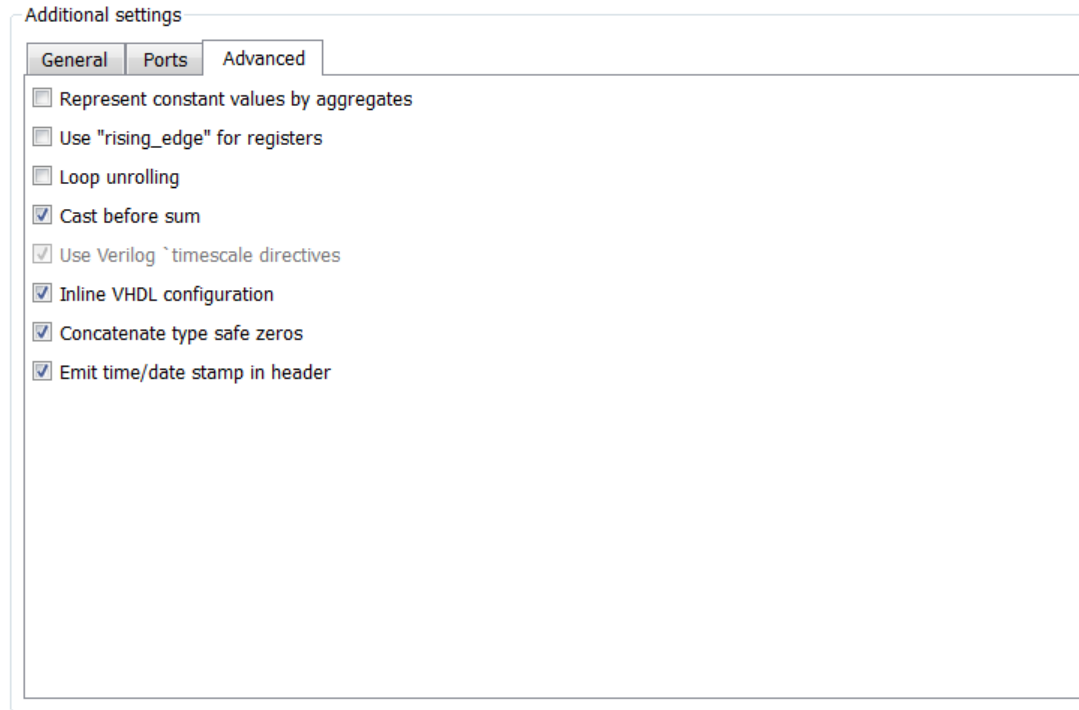 Additional settings
General Ports Advanced
Represent constant values by aggregates
Use "rising_edge" for registers
Loop unrolling
Cast before sum
Use Verilog `timescale directives
Inline VHDL configuration
Concatenate type safe zeros
Emit time/date stamp in header